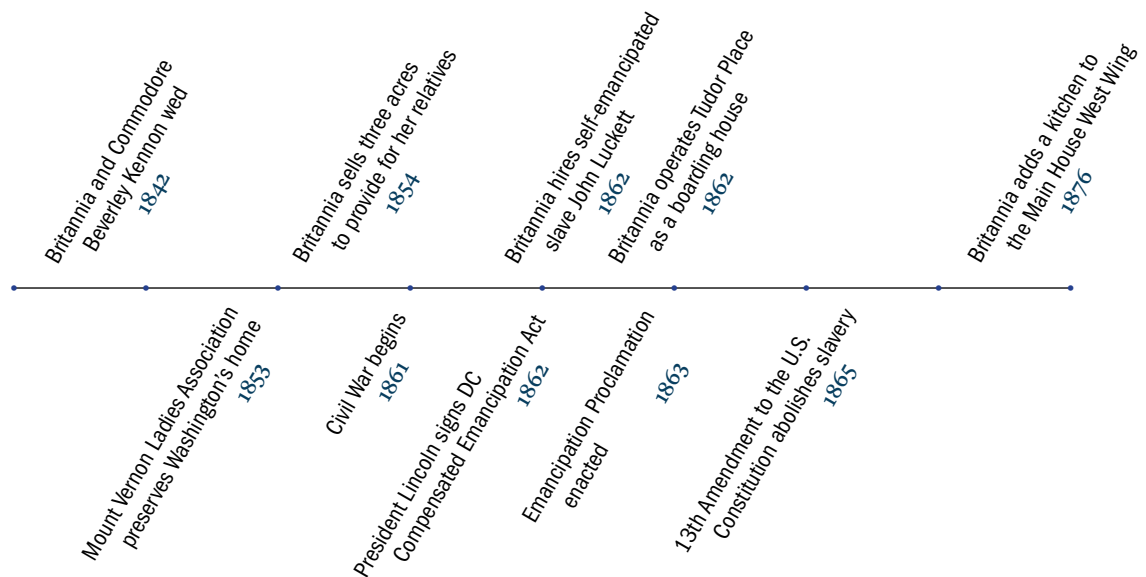 Britannia and Commodore
Beverley Kennon wed
1842
Britannia sells three acres
to provide for her relatives
1854
Britannia hires self-emancipated
slave John Luckett
1862
Britannia operates Tudor Place
as a boarding house
1862
Britannia adds a kitchen to
the Main House West Wing
1876
Mount Vernon Ladies Association
preserves Washington's home
1853
Civil War begins
1861
President Lincoln signs DC
Compensated Emancipation Act
1862
Emancipation Proclamation
enacted
1863
13th Amendment to the U.S.
Constitution abolishes slavery
1865